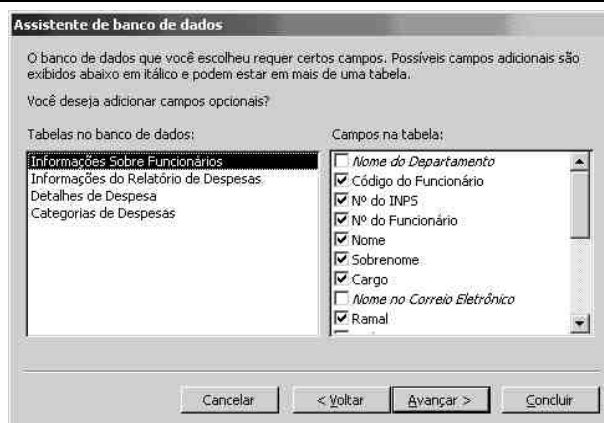 Assistente de banco de dados
O banco de dados que você escolheu requer certos campos. Possíveis campos adicionais são
exibidos abaixo em itálico e podem estar em mais de uma tabela.
Você deseja adicionar campos opcionais?
Tabelas no banco de dados:
Informações Sobre Funcionários
Informações do Relatório de Despesas
Detalhes de Despesa
Categorias de Despesas
Campos na tabela:
Nome do Departamento
Código do Funcionário
Nº do INPS
Nº do Funcionário
Nome
Sobrenome
Cargo
Nome no Correio Eletrônico
Ramal
Cancelar
< Voltar
Avançar >
Concluir